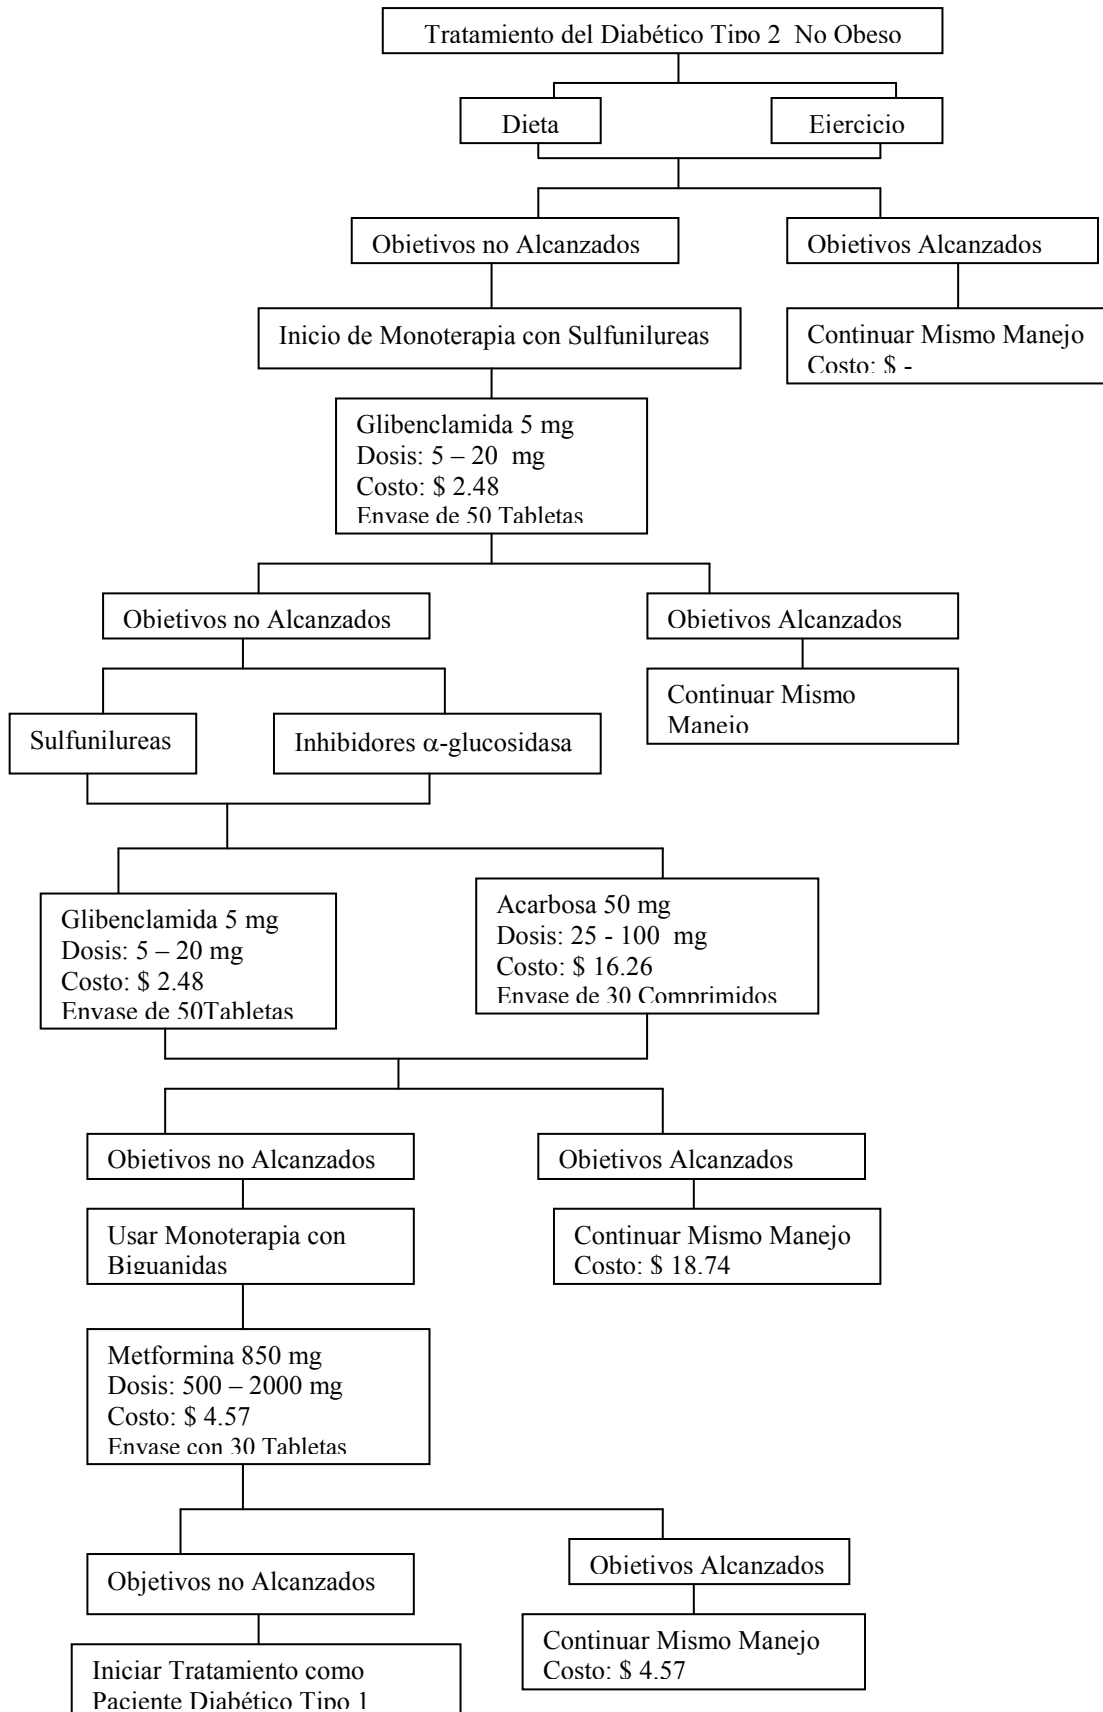 Tratamiento del Diabético Tipo 2 No Obeso
Dieta
Ejercicio
Objetivos no Alcanzados
Objetivos Alcanzados
Inicio de Monoterapia con Sulfunilureas
Continuar Mismo Manejo
Costo: $ -
Glibenclamida 5 mg
Dosis: 5 – 20 mg
Costo: $ 2.48
Envase de 50 Tabletas
Objetivos no Alcanzados
Objetivos Alcanzados
Continuar Mismo
Manejo
Sulfunilureas
Inhibidores α-glucosidasa
Glibenclamida 5 mg
Dosis: 5 – 20 mg
Costo: $ 2.48
Envase de 50Tabletas
Acarbosa 50 mg
Dosis: 25 - 100 mg
Costo: $ 16.26
Envase de 30 Comprimidos
Objetivos no Alcanzados
Objetivos Alcanzados
Usar Monoterapia con
Biguanidas
Continuar Mismo Manejo
Costo: $ 18.74
Metformina 850 mg
Dosis: 500 – 2000 mg
Costo: $ 4.57
Envase con 30 Tabletas
Objetivos no Alcanzados
Objetivos Alcanzados
Iniciar Tratamiento como
Paciente Diabético Tipo 1
Continuar Mismo Manejo
Costo: $ 4.57